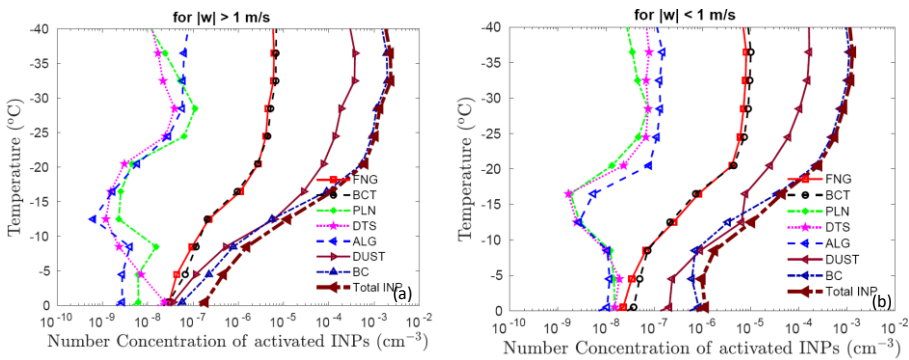 for |w| > 1 m/s
-40
-35
-30
-25
-20
-15
-10
-5
0
Temperature (°C)
FNG
BCT
PLN
DTS
ALG
DUST
BC
Total INP
(a)
10-10 10-9 10-8 10-7 10-6 10-5 10-4 10-3 10-2
Number Concentration of activated INPs (cm−3)
for |w| < 1 m/s
-40
-35
-30
-25
-20
-15
-10
-5
0
Temperature (°C)
FNG
BCT
PLN
DTS
ALG
DUST
BC
Total INP
(b)
10-10 10-9 10-8 10-7 10-6 10-5 10-4 10-3 10-2
Number Concentration of activated INPs (cm−3)